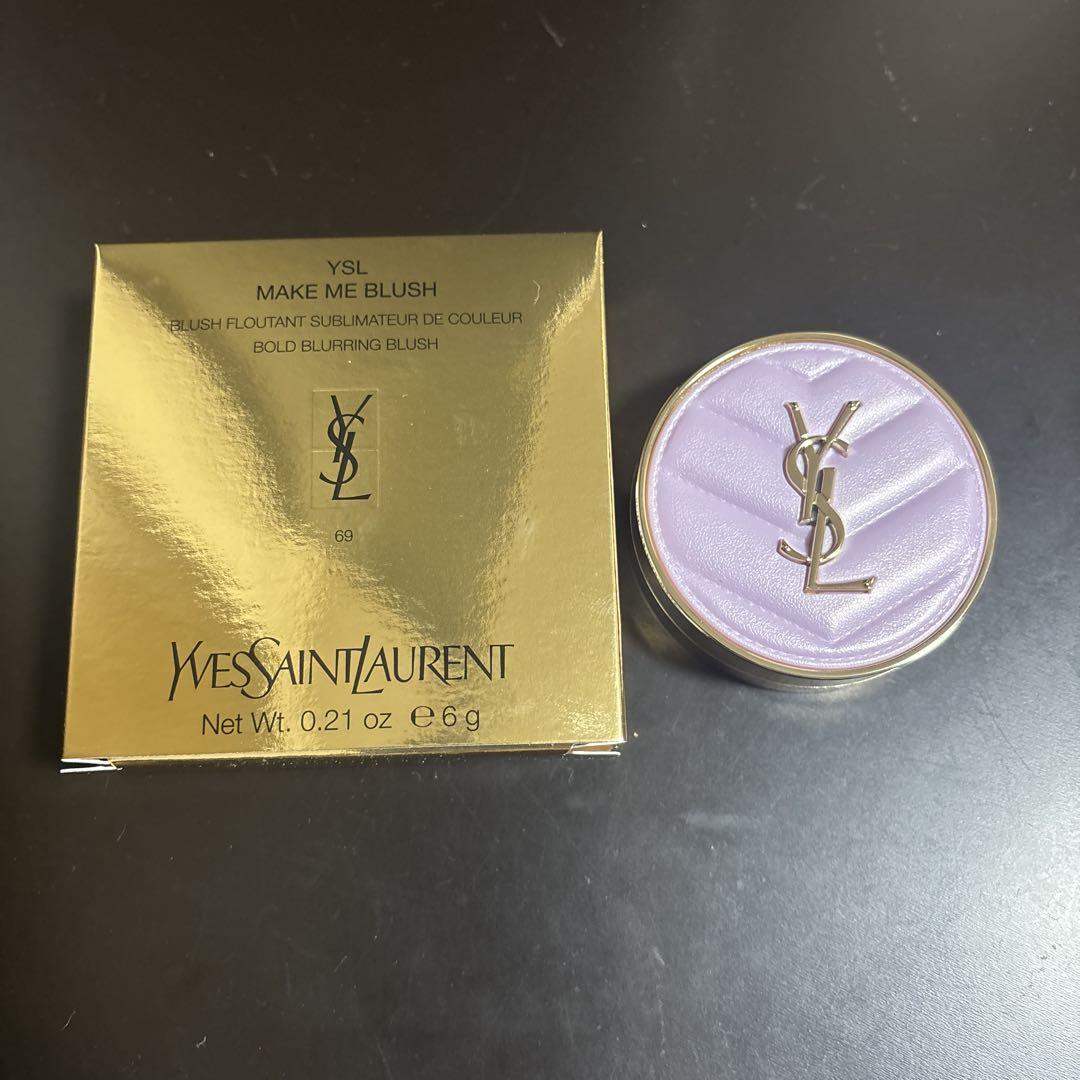 YSL
MAKE ME BLUSH
BLUSH FLOUTANT SUBLIMATEUR DE COULEUR
BOLD BLURRING BLUSH
YSL
69
YVESSAINTLAURENT
Net Wt. 0.21 oz ℮ 6 g
YSL